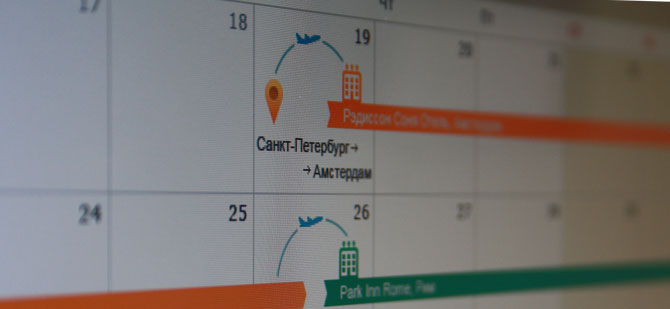 17
Чт
Пт
18
19
20
Рэдиссон Соня Отель, Амстердам
Санкт-Петербург→
→Амстердам
24
25
26
27
Park Inn Rome, Рим